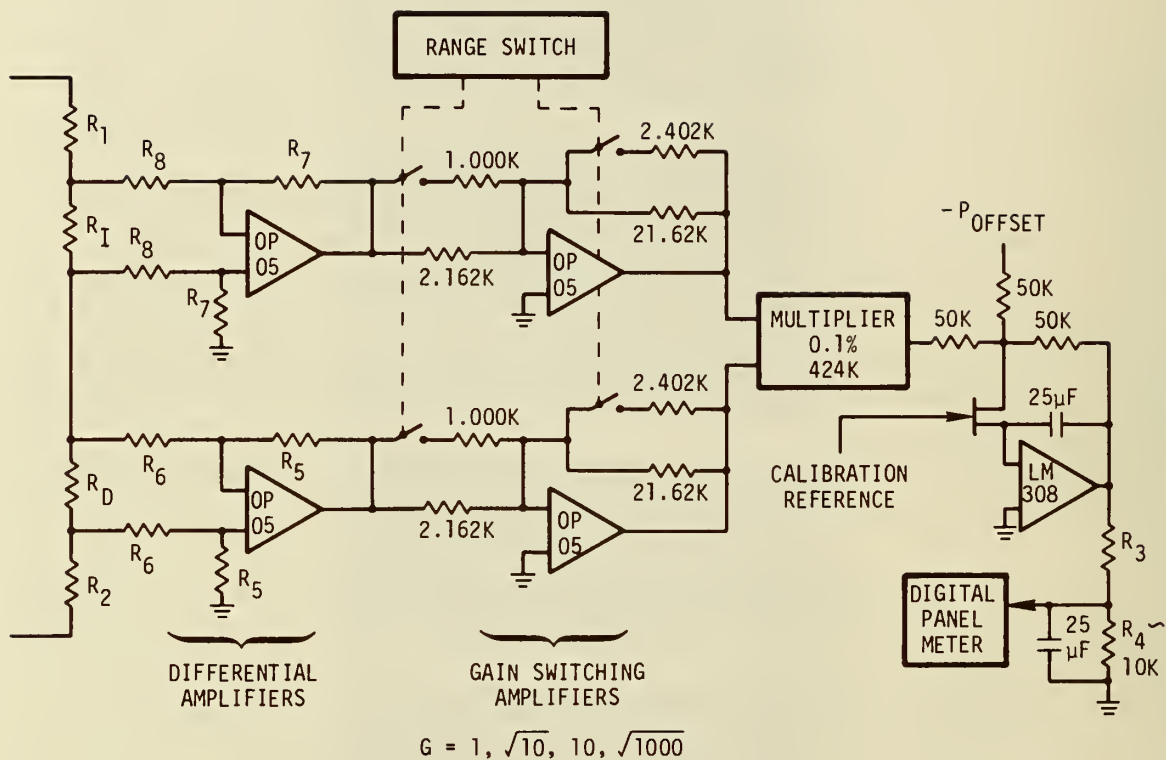 RANGE SWITCH
R1
R8
R7
1.000K
2.402K
RI
R8
OP
05
2.162K
21.62K
OP
05
R7
-POFFSET
50K
MULTIPLIER
0.1%
424K
50K
50K
2.402K
1.000K
25μF
R6
R5
RD
OP
05
2.162K
21.62K
OP
05
CALIBRATION
REFERENCE
LM
308
R6
R5
R2
R3
DIGITAL
PANEL
METER
25
μF
R4~
10K
DIFFERENTIAL
AMPLIFIERS
GAIN SWITCHING
AMPLIFIERS
G = 1, √10, 10, √1000